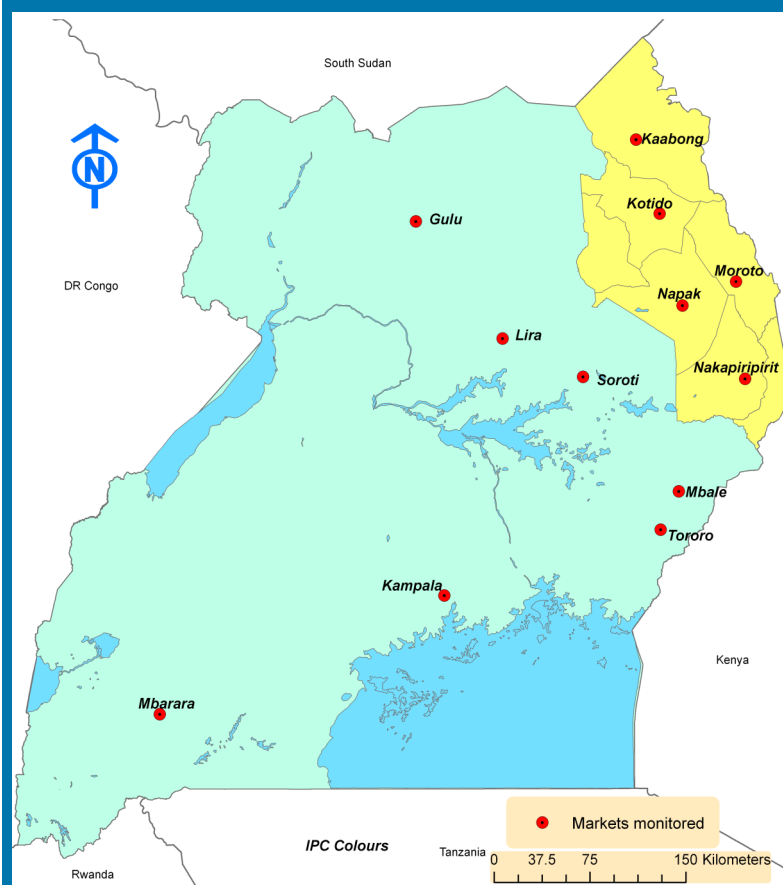 South Sudan
Kaabong
N
Kotido
Gulu
Moroto
DR Congo
Napak
Lira
Nakapiripirit
Soroti
Mbale
Tororo
Kampala
Kenya
Mbarara
Markets monitored
IPC Colours
Tanzania
0 37.5 75 150 Kilometers
Rwanda